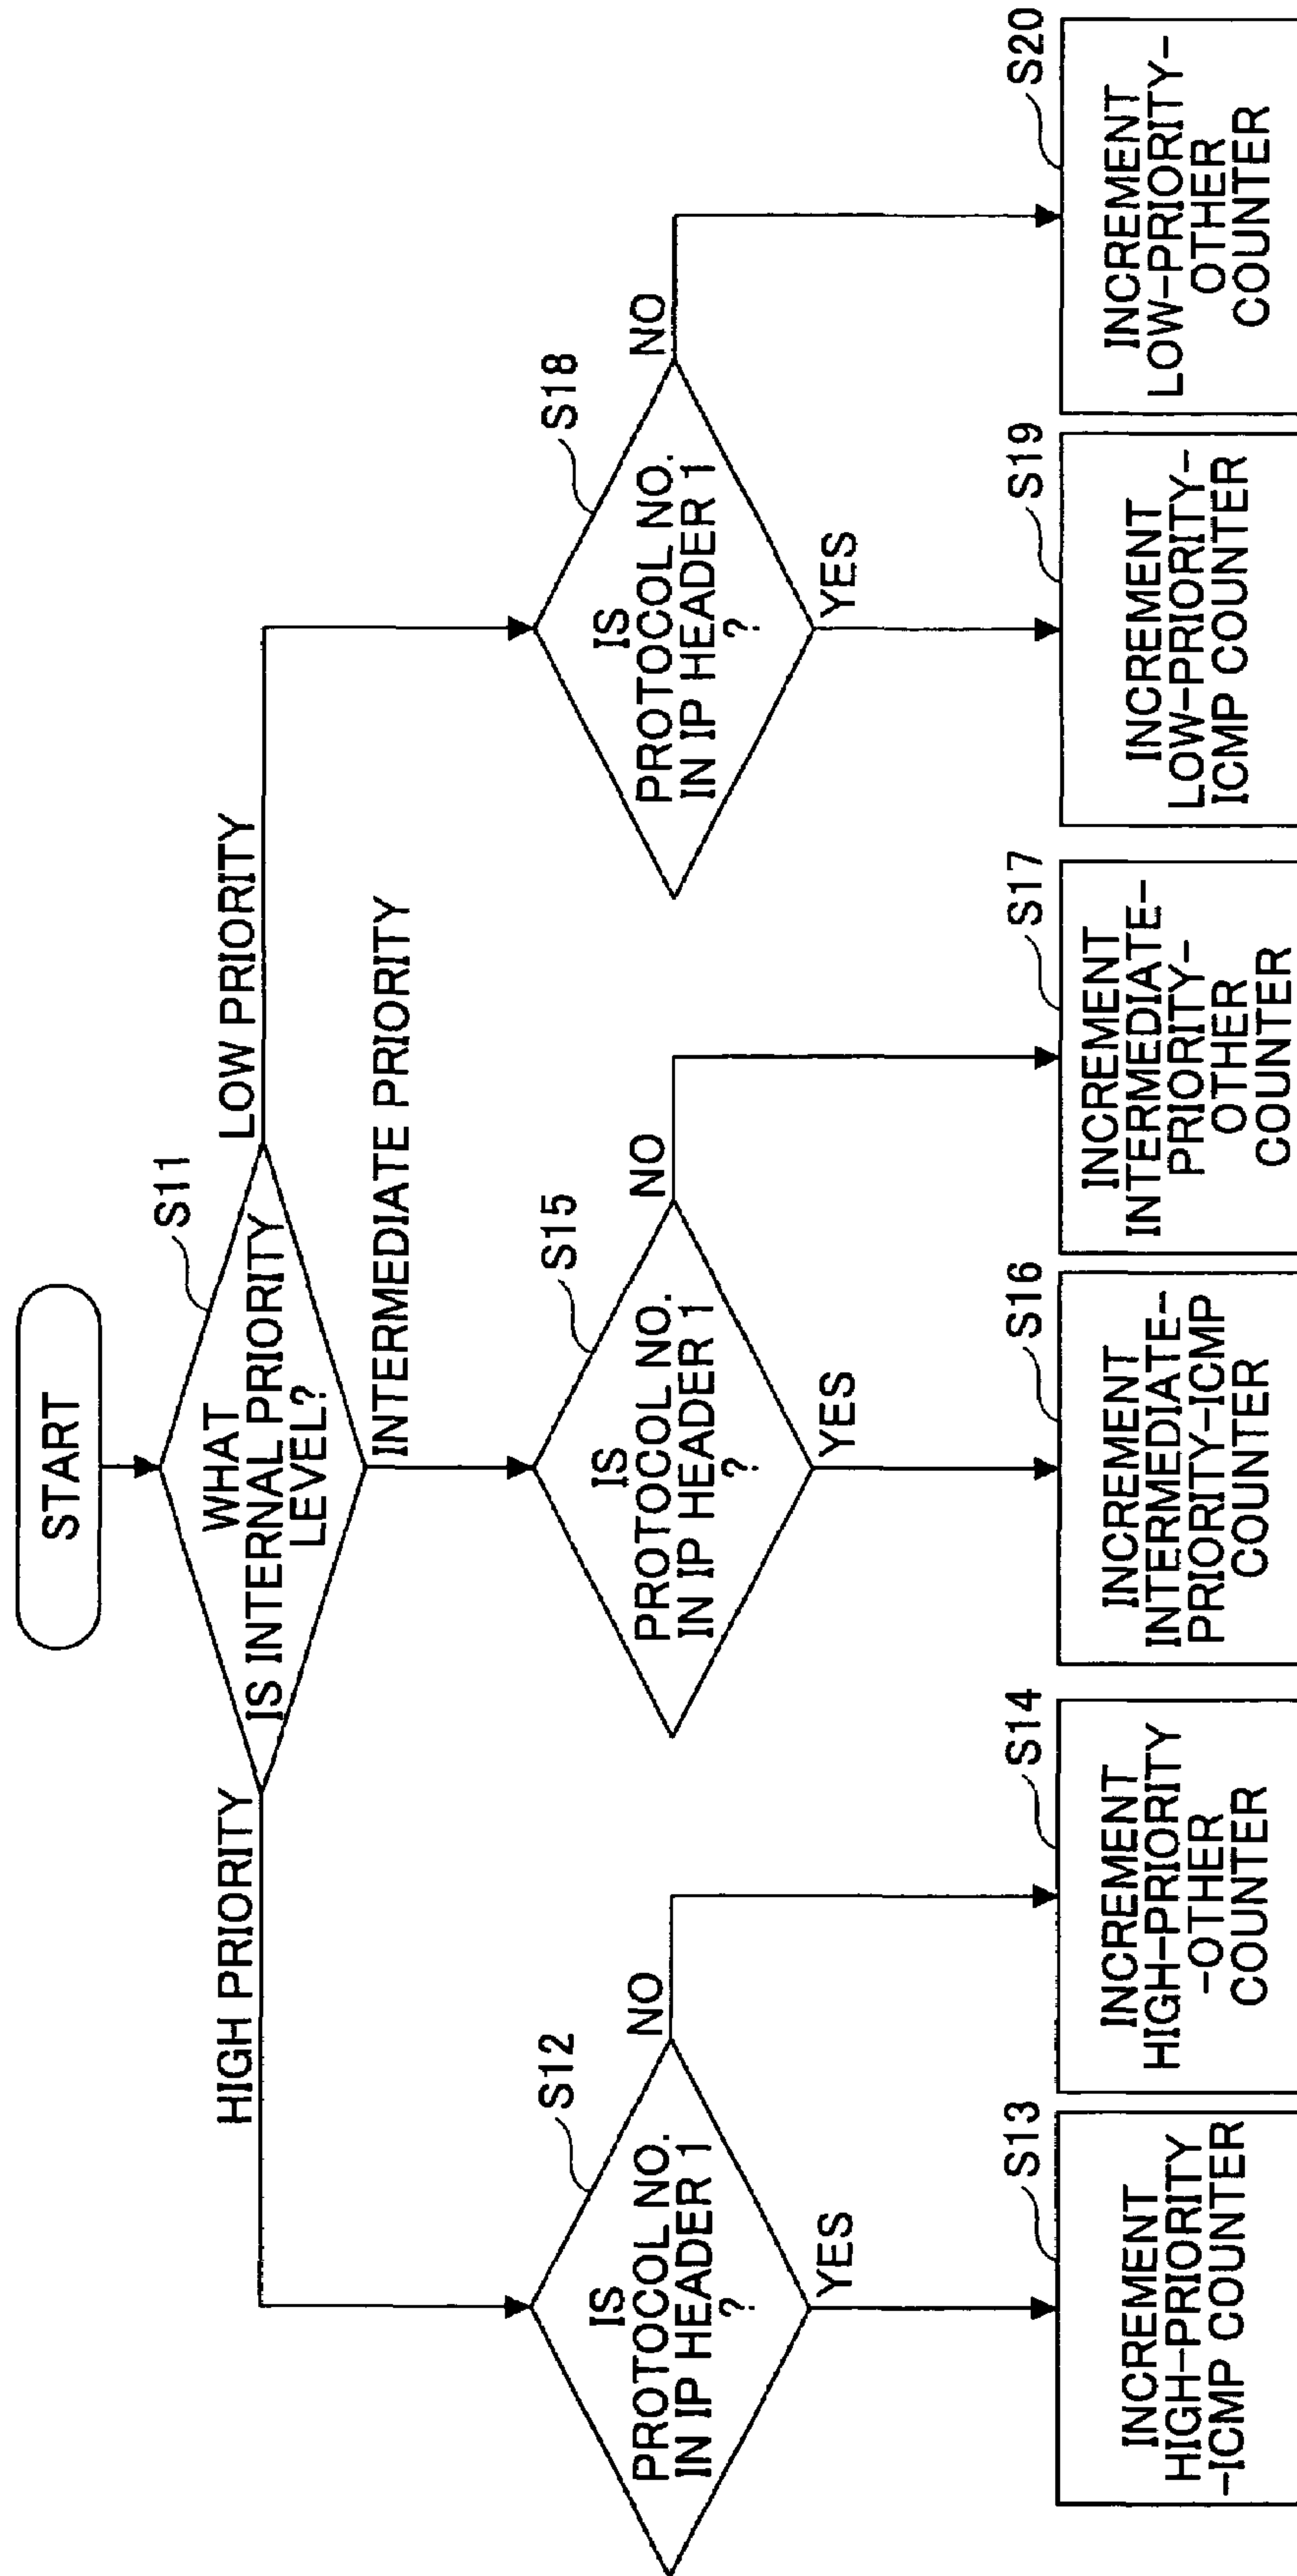 START
S11
WHAT
IS INTERNAL PRIORITY
LEVEL?
HIGH PRIORITY
LOW PRIORITY
INTERMEDIATE PRIORITY
S12
IS
PROTOCOL NO.
IN IP HEADER 1
?
NO
YES
S15
IS
PROTOCOL NO.
IN IP HEADER 1
?
NO
YES
S18
IS
PROTOCOL NO.
IN IP HEADER 1
?
NO
YES
S13
INCREMENT
HIGH-PRIORITY
-ICMP COUNTER
S14
INCREMENT
HIGH-PRIORITY
-OTHER
COUNTER
S16
INCREMENT
INTERMEDIATE-
PRIORITY-ICMP
COUNTER
S17
INCREMENT
INTERMEDIATE-
PRIORITY-
OTHER
COUNTER
S19
INCREMENT
LOW-PRIORITY-
ICMP COUNTER
S20
INCREMENT
LOW-PRIORITY-
OTHER
COUNTER